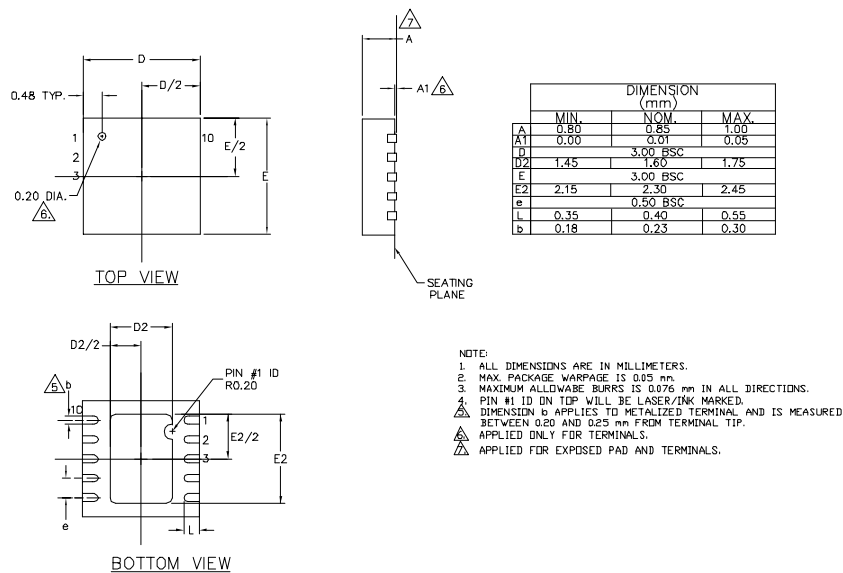 7
A
D
D/2
0.48 TYP.
A1 6
1
10
E/2
2
3
E
0.20 DIA.
6.
TOP VIEW
SEATING
PLANE
DIMENSION
(mm)
MIN. NOM. MAX.
A 0.80 0.85 1.00
A1 0.00 0.01 0.05
D 3.00 BSC
D2 1.45 1.60 1.75
E 3.00 BSC
E2 2.15 2.30 2.45
e 0.50 BSC
L 0.35 0.40 0.55
b 0.18 0.23 0.30
D2
D2/2
PIN #1 ID
R0.20
5 b
10
1
2
3
E2/2
E2
e
L
BOTTOM VIEW
NOTE:
1. ALL DIMENSIONS ARE IN MILLIMETERS.
2. MAX. PACKAGE WARPAGE IS 0.05 mm.
3. MAXIMUM ALLOWABE BURRS IS 0.076 mm IN ALL DIRECTIONS.
4. PIN #1 ID ON TOP WILL BE LASER/INK MARKED.
5 DIMENSION b APPLIES TO METALIZED TERMINAL AND IS MEASURED
BETWEEN 0.20 AND 0.25 mm FROM TERMINAL TIP.
6 APPLIED ONLY FOR TERMINALS.
7 APPLIED FOR EXPOSED PAD AND TERMINALS.